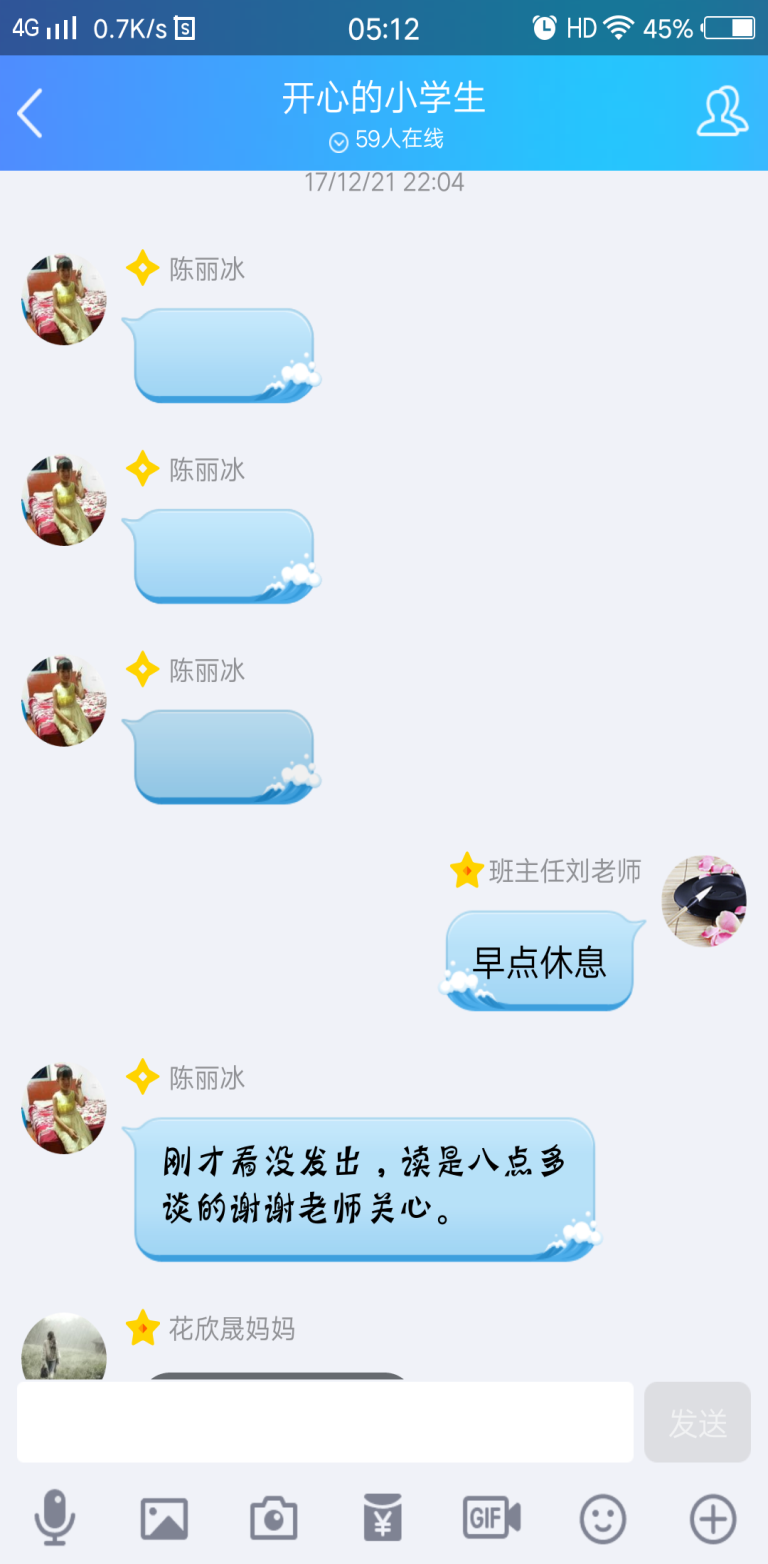 4G 0.7K/s 05:12 HD 45%
开心的小学生
59人在线
17/12/21 22:04
陈丽冰
陈丽冰
陈丽冰
班主任刘老师
早点休息
陈丽冰
刚才看没发出，读是八点多
谈的谢谢老师关心。
花欣晟妈妈
发送
GIF